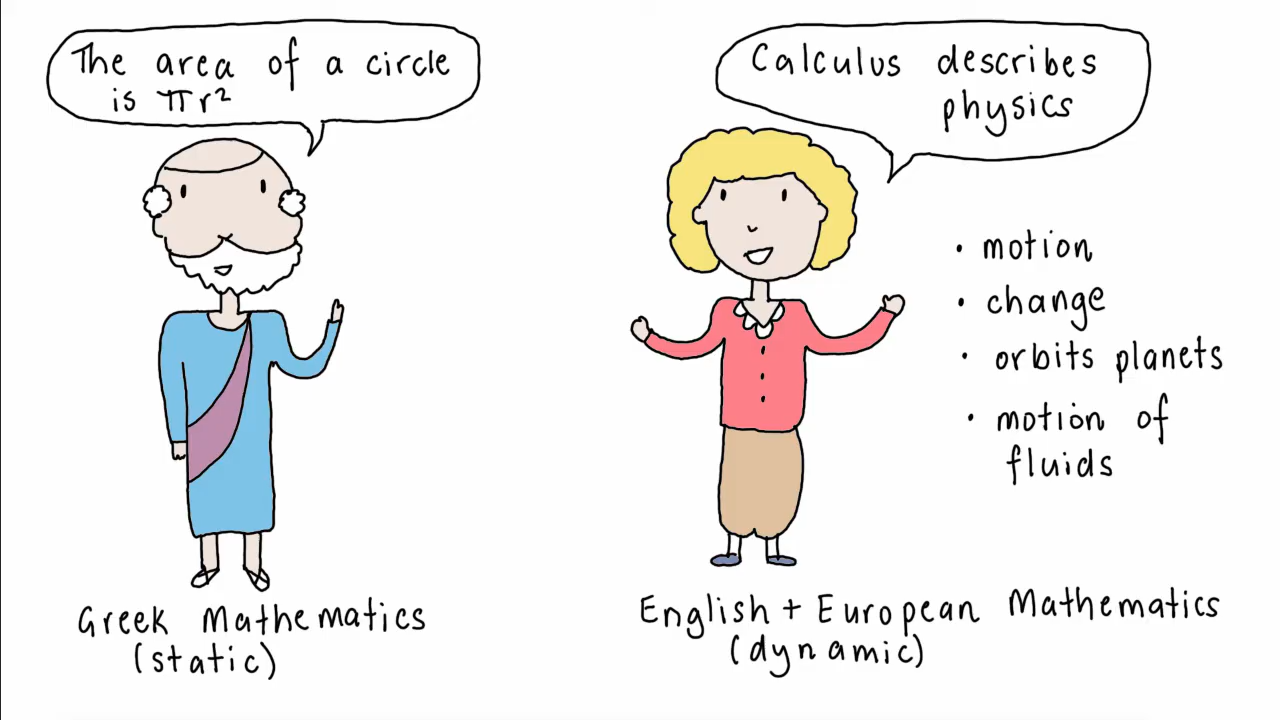 The area of a circle
is πr²
Calculus describes
physics
• motion
• change
• orbits planets
• motion of
fluids
Greek Mathematics
(static)
English + European Mathematics
(dynamic)